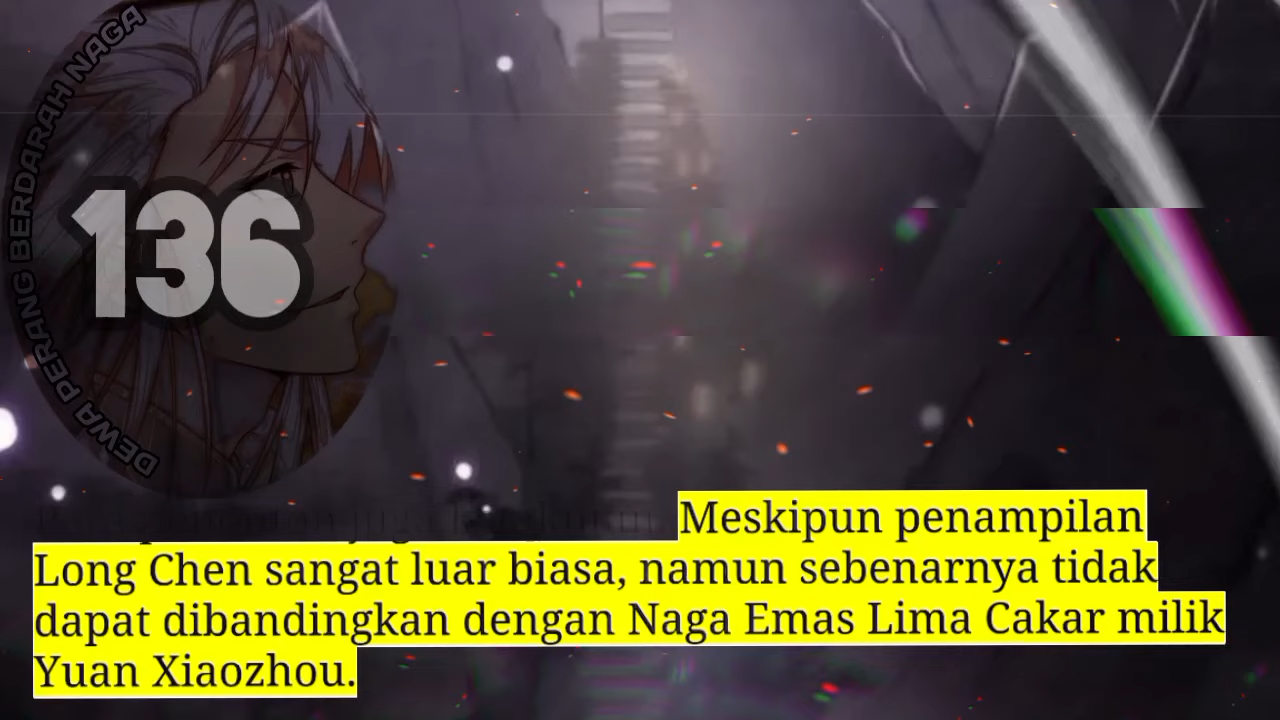 DEWA PERANG BERDARAH NAGA
136
Meskipun penampilan
Long Chen sangat luar biasa, namun sebenarnya tidak
dapat dibandingkan dengan Naga Emas Lima Cakar milik
Yuan Xiaozhou.